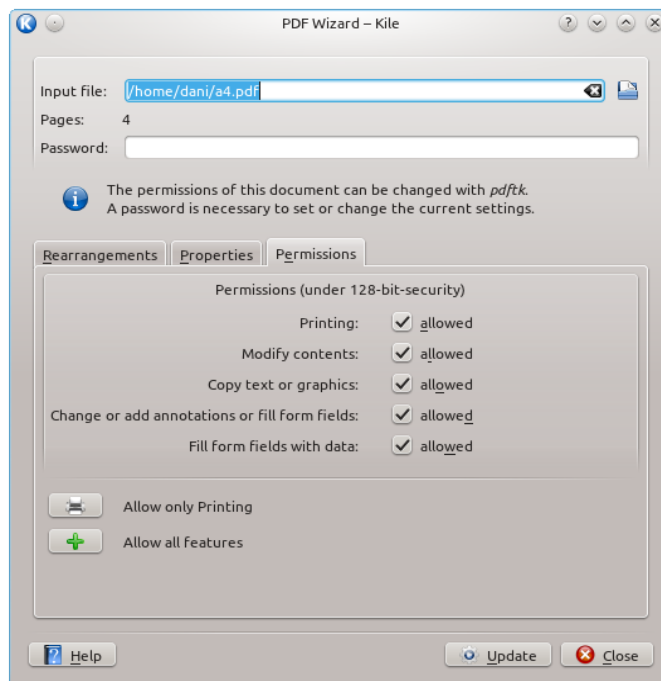 PDF Wizard – Kile
Input file: /home/dani/a4.pdf
Pages: 4
Password:
The permissions of this document can be changed with pdftk.
A password is necessary to set or change the current settings.
Rearrangements Properties Permissions
Permissions (under 128-bit-security)
Printing: allowed
Modify contents: allowed
Copy text or graphics: allowed
Change or add annotations or fill form fields: allowed
Fill form fields with data: allowed
Allow only Printing
Allow all features
Help Update Close